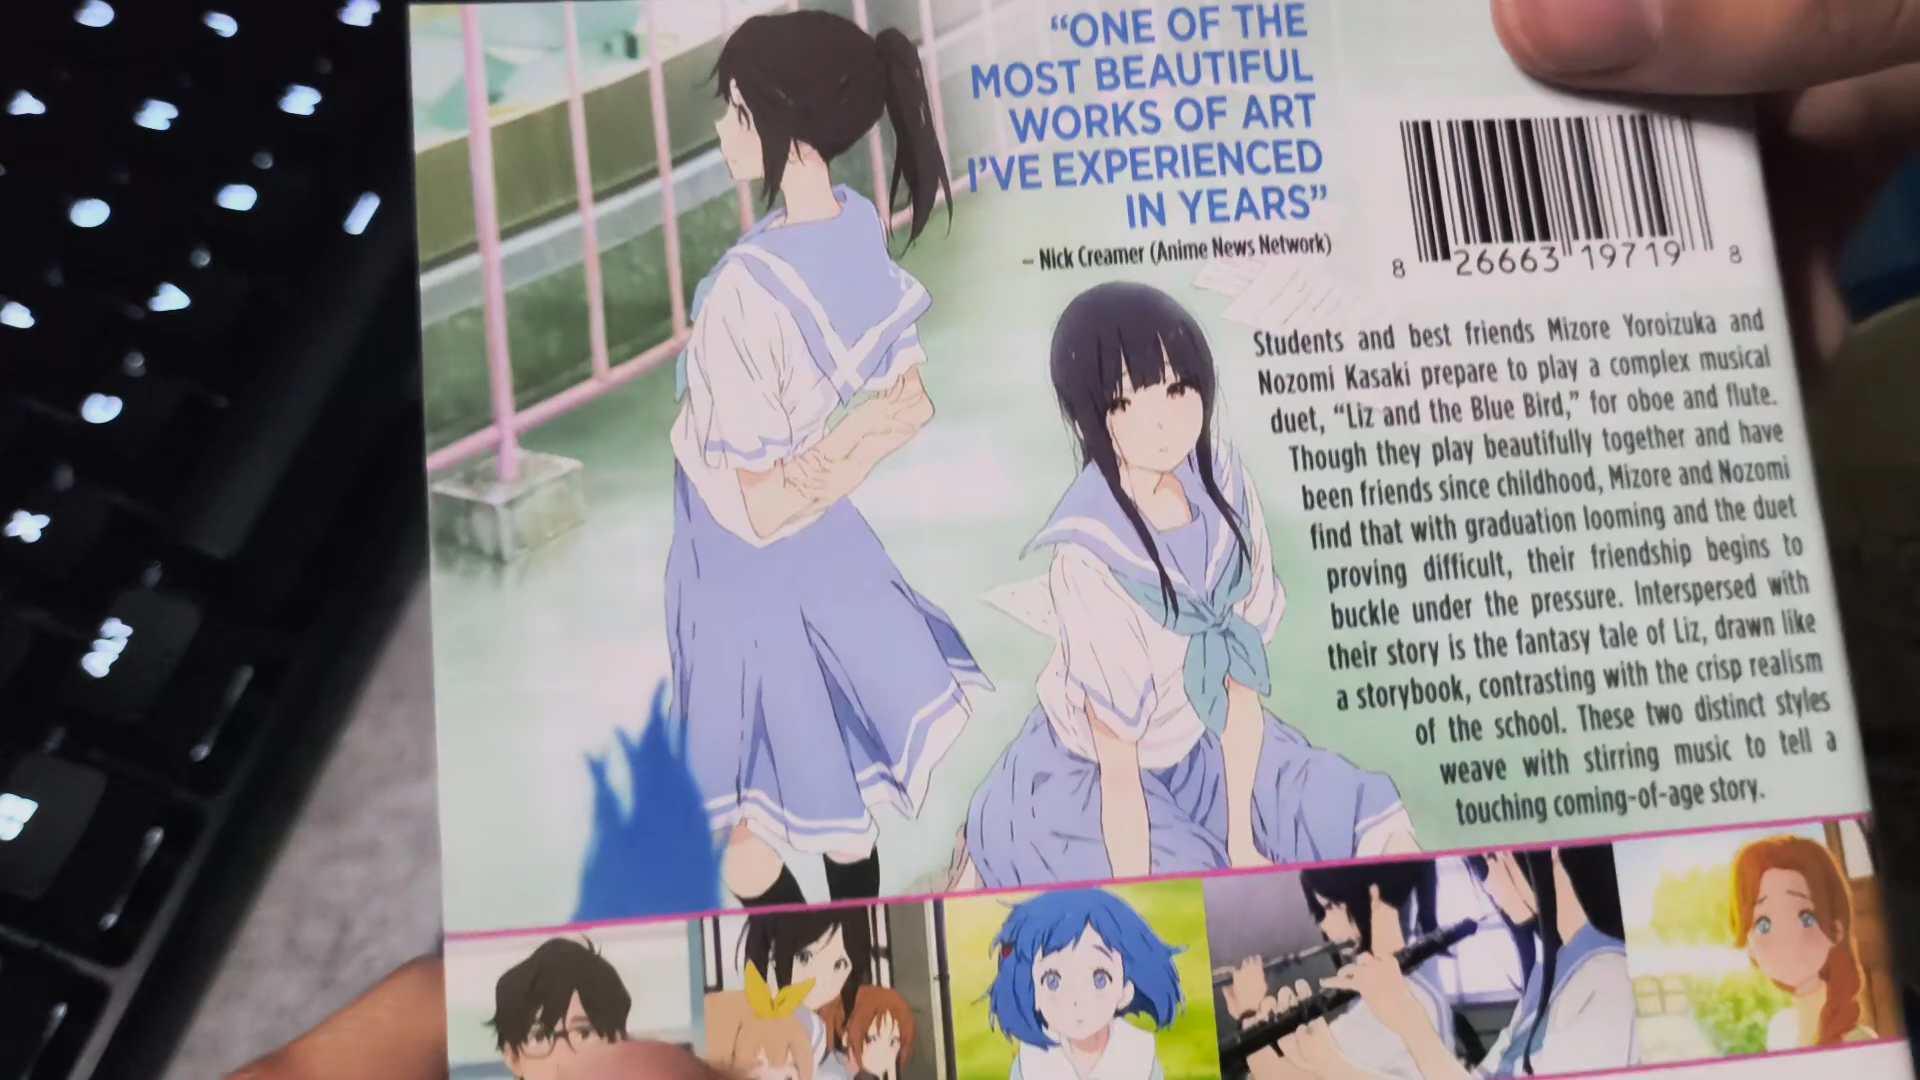 “ONE OF THE
MOST BEAUTIFUL
WORKS OF ART
I’VE EXPERIENCED
IN YEARS”
– Nick Creamer (Anime News Network)
8 26663 19719 8
Students and best friends Mizore Yoroizuka and
Nozomi Kasaki prepare to play a complex musical
duet, “Liz and the Blue Bird,” for oboe and flute.
Though they play beautifully together and have
been friends since childhood, Mizore and Nozomi
find that with graduation looming and the duet
proving difficult, their friendship begins to
buckle under the pressure. Interspersed with
their story is the fantasy tale of Liz, drawn like
a storybook, contrasting with the crisp realism
of the school. These two distinct styles
weave with stirring music to tell a
touching coming-of-age story.